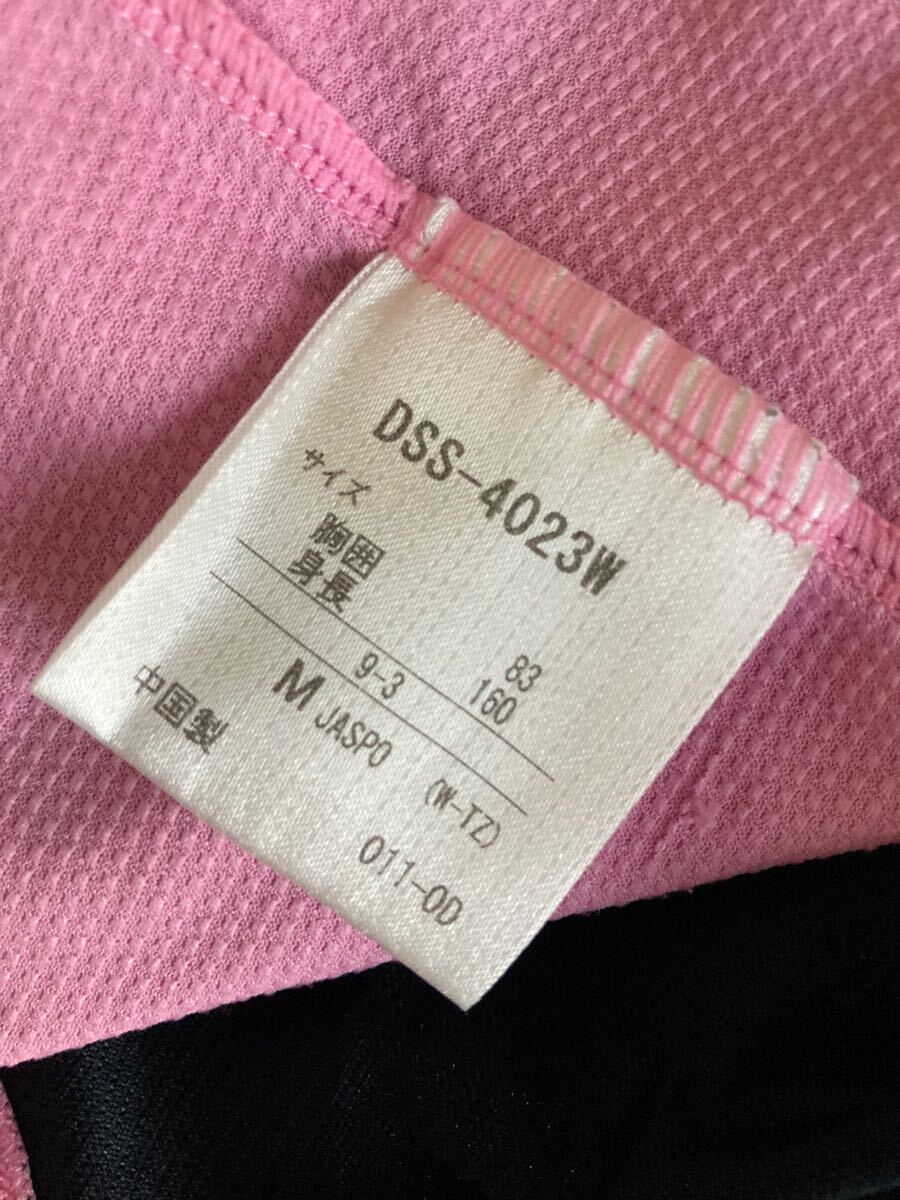 DSS-4023W
サイズ
胸囲 83
身長 160
9-3
M JASPO (W-TZ)
中国製 011-OD